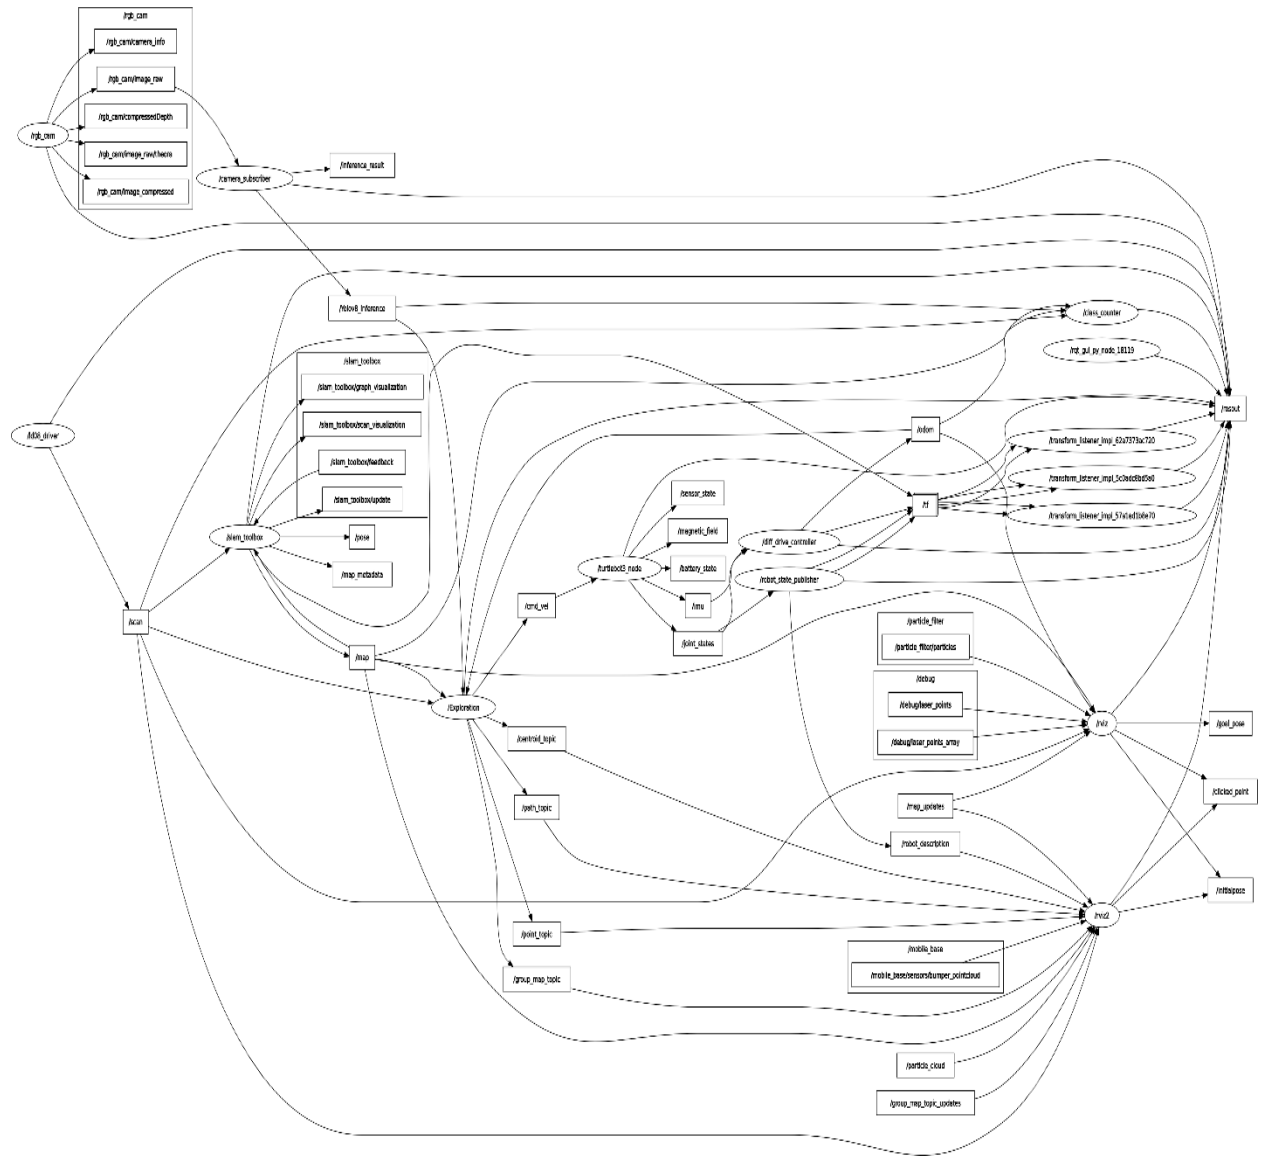 /rgb_cam
/rgb_cam/camera_info
/rgb_cam/image_raw
/rgb_cam/compressedDepth
/rgb_cam
/rgb_cam/image_raw/theora
/inference_result
/camera_subscriber
/rgb_cam/image_compressed
/Yolov8_Inference
/class_counter
/rqt_gui_py_node_18119
/slam_toolbox
/slam_toolbox/graph_visualization
/rosout
/slam_toolbox/scan_visualization
/odom
/ld08_driver
/transform_listener_impl_62a7373ac720
/slam_toolbox/feedback
/transform_listener_impl_5c0adc8bd5a0
/sensor_state
/slam_toolbox/update
/tf
/transform_listener_impl_57a1ed1b6e70
/magnetic_field
/slam_toolbox
/pose
/diff_drive_controller
/turtlebot3_node
/battery_state
/map_metadata
/robot_state_publisher
/cmd_vel
/imu
/scan
/particle_filter
/joint_states
/particle_filter/particles
/map
/debug
/Exploration
/debug/laser_points
/rviz
/goal_pose
/centroid_topic
/debug/laser_points_array
/clicked_point
/path_topic
/map_updates
/robot_description
/initialpose
/rviz2
/point_topic
/mobile_base
/mobile_base/sensors/bumper_pointcloud
/group_map_topic
/particle_cloud
/group_map_topic_updates